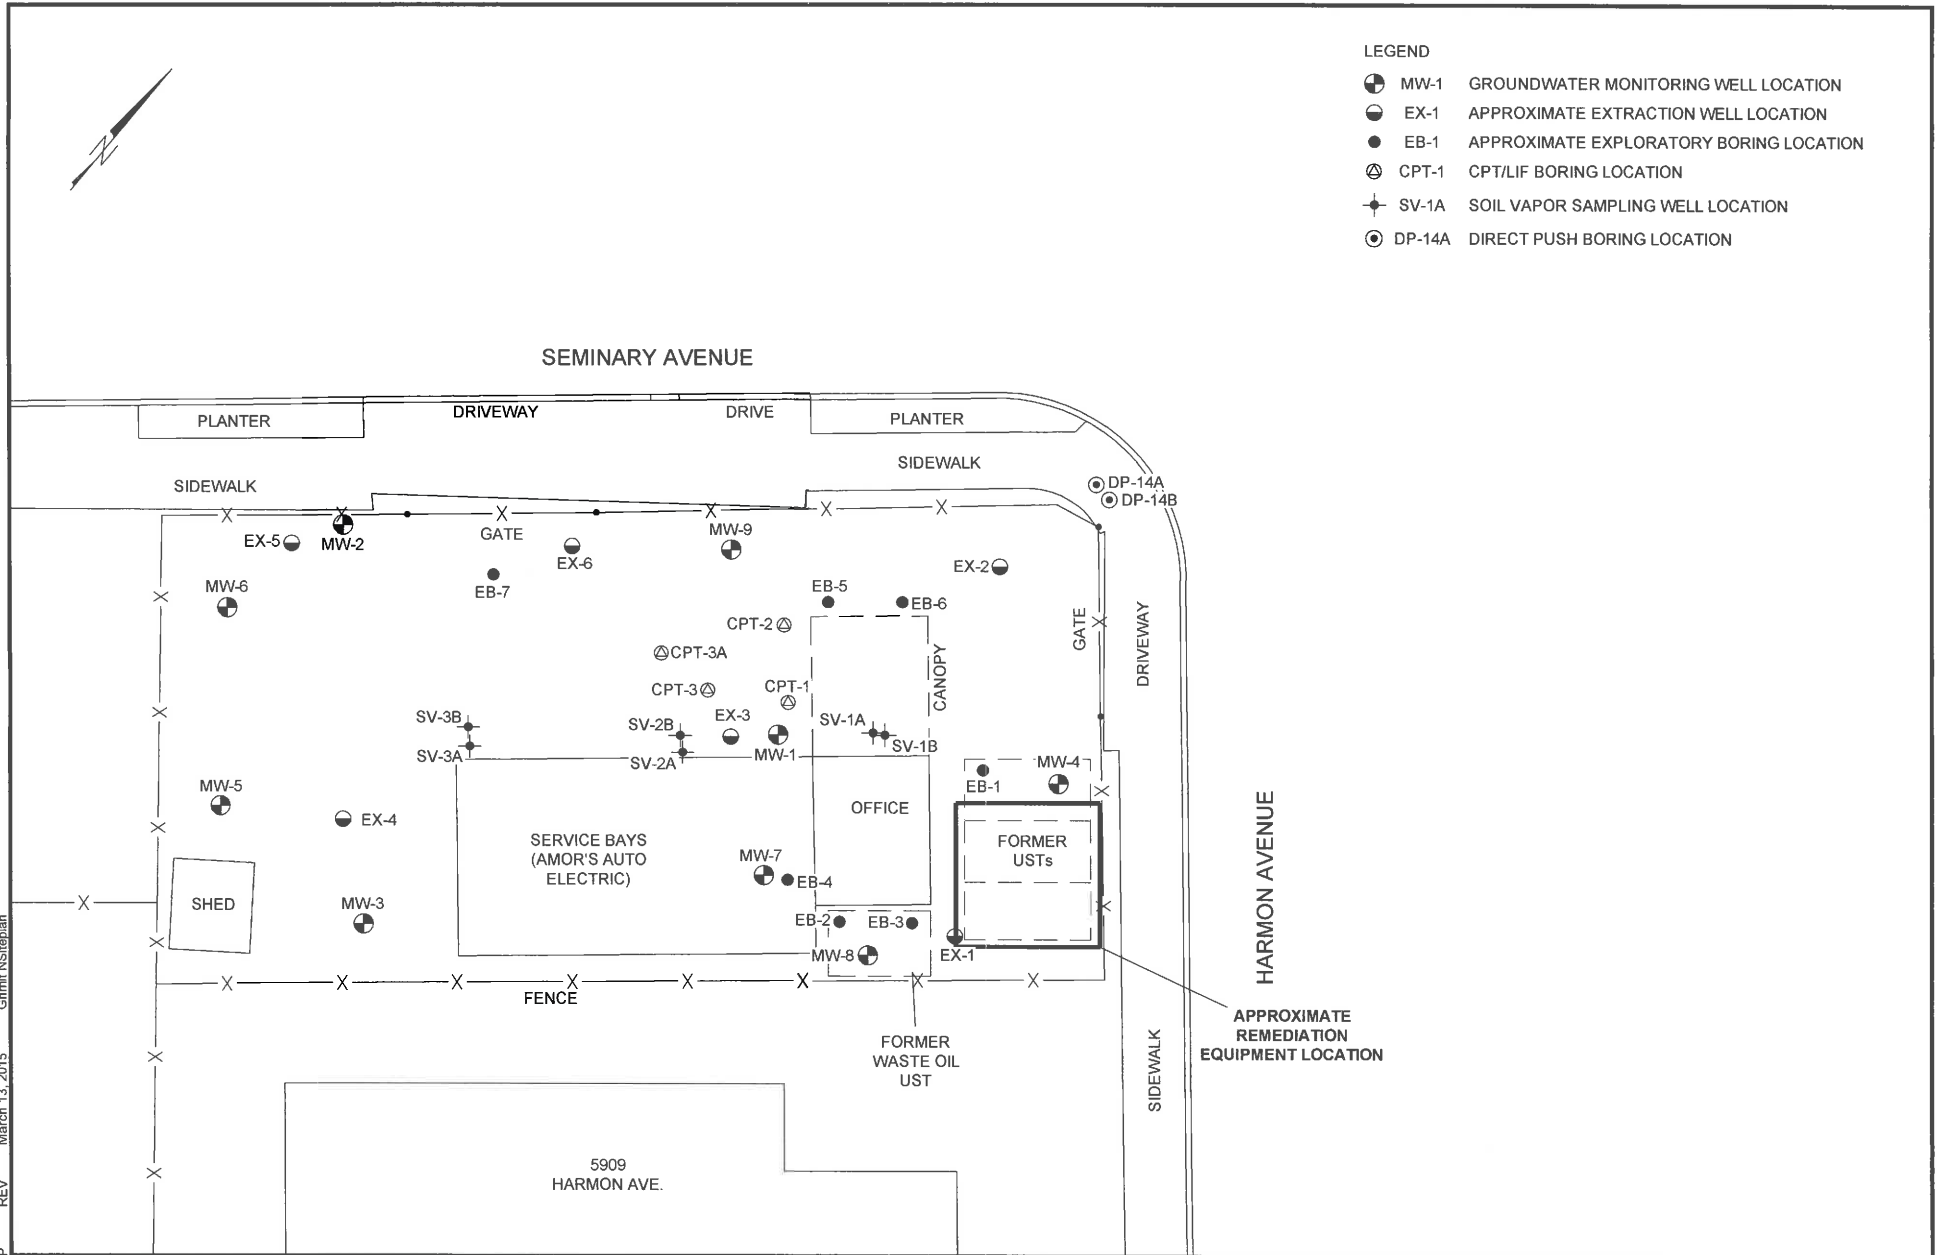 LEGEND
MW-1 GROUNDWATER MONITORING WELL LOCATION
EX-1 APPROXIMATE EXTRACTION WELL LOCATION
EB-1 APPROXIMATE EXPLORATORY BORING LOCATION
CPT-1 CPT/LIF BORING LOCATION
SV-1A SOIL VAPOR SAMPLING WELL LOCATION
DP-14A DIRECT PUSH BORING LOCATION
N
SEMINARY AVENUE
PLANTER
DRIVEWAY
DRIVE
PLANTER
SIDEWALK
SIDEWALK
DP-14A
DP-14B
EX-5
MW-2
GATE
EX-6
MW-9
EX-2
EB-7
MW-6
EB-5
EB-6
CPT-2
CPT-3A
CPT-3
CPT-1
CANOPY
GATE
DRIVEWAY
SV-3B
SV-3A
SV-2B
SV-2A
EX-3
MW-1
SV-1A
SV-1B
MW-4
EB-1
MW-5
EX-4
OFFICE
SERVICE BAYS
(AMOR'S AUTO
ELECTRIC)
FORMER
USTs
MW-7
EB-4
SHED
MW-3
EB-2
EB-3
MW-8
EX-1
FENCE
HARMON AVENUE
FORMER
WASTE OIL
UST
APPROXIMATE
REMEDIATION
EQUIPMENT LOCATION
SIDEWALK
5909
HARMON AVE.
REV March 13, 2015